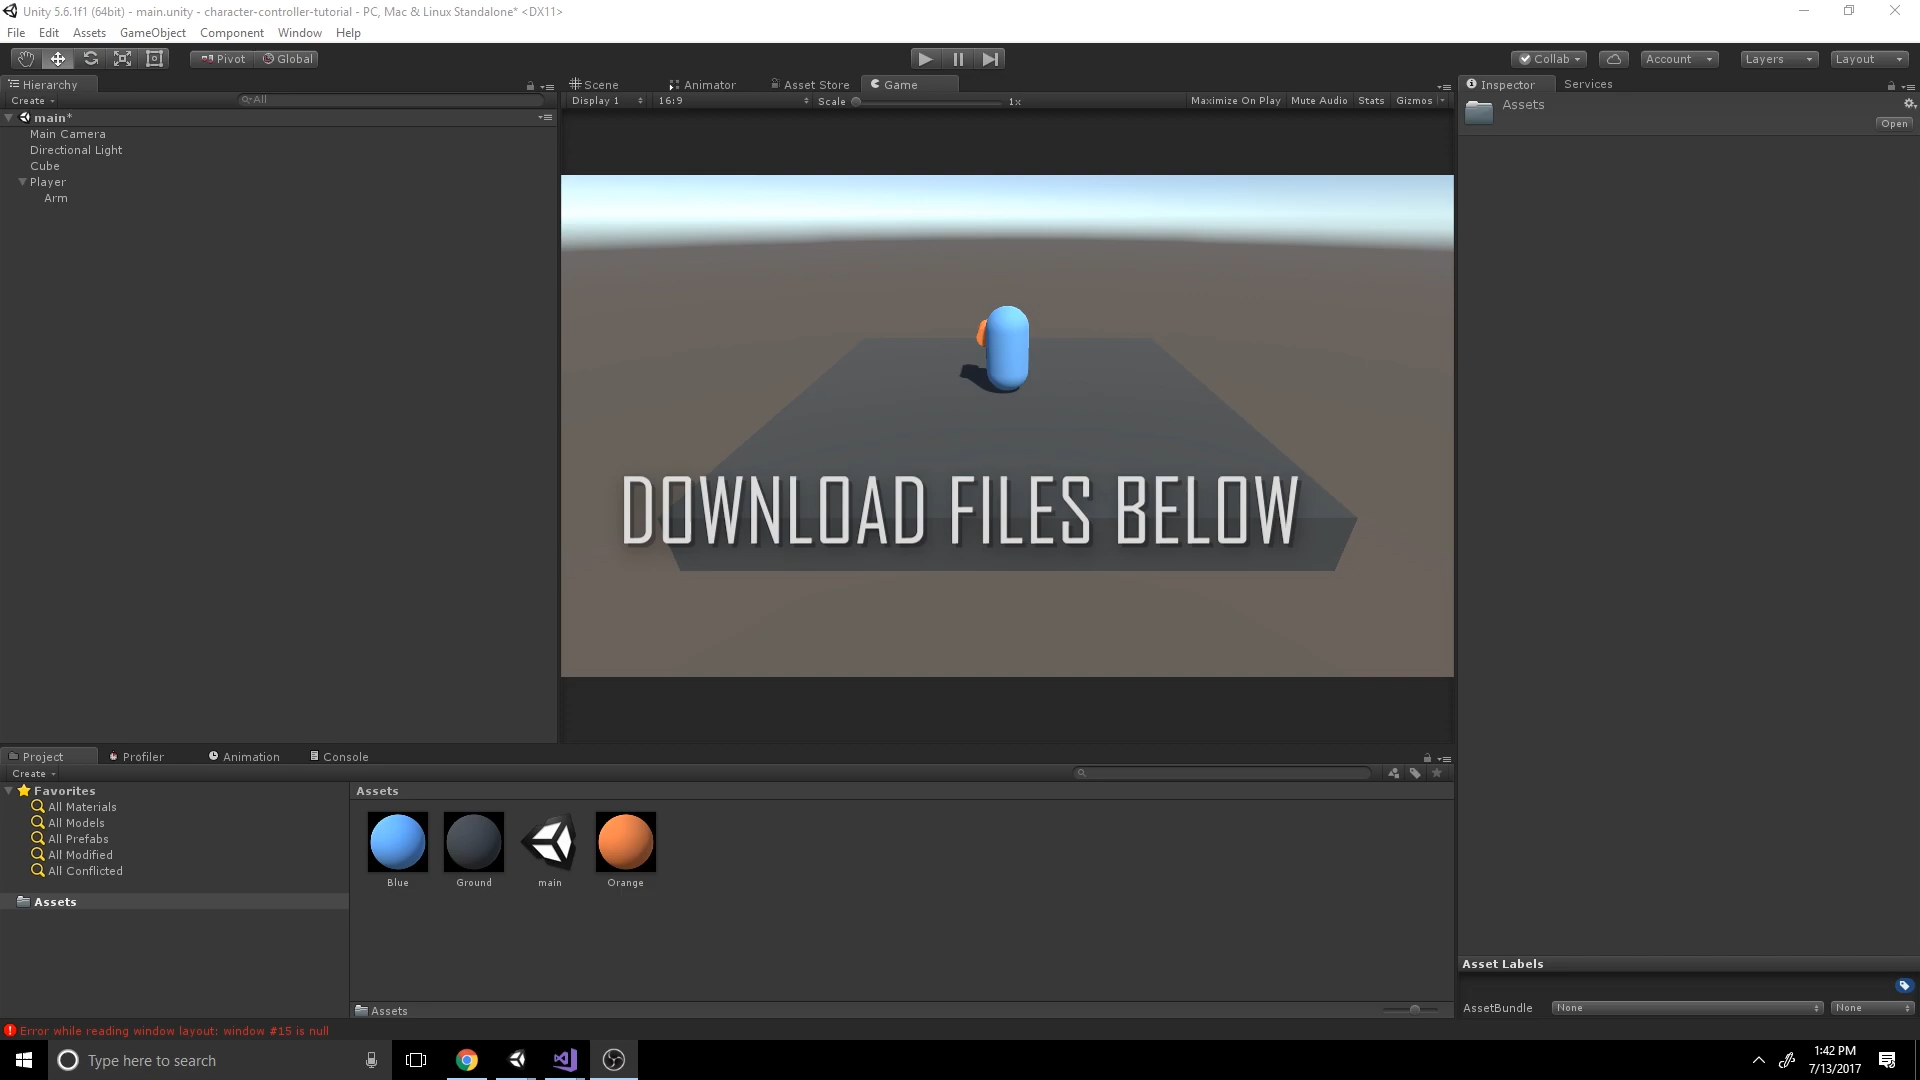 Unity 5.6.1f1 (64bit) - main.unity - character-controller-tutorial - PC, Mac & Linux Standalone* <DX11>
File Edit Assets GameObject Component Window Help
Pivot Global Collab Account Layers Layout
Hierarchy
Create All
main*
Main Camera
Directional Light
Cube
Player
Arm
Scene Animator Asset Store Game
Display 1 16:9 Scale 1x Maximize On Play Mute Audio Stats Gizmos
DOWNLOAD FILES BELOW
Inspector Services
Assets
Open
Project Profiler Animation Console
Create
Favorites
All Materials
All Models
All Prefabs
All Modified
All Conflicted
Assets
Assets
Blue Ground main Orange
Assets
Asset Labels
AssetBundle None None
Error while reading window layout: window #15 is null
Type here to search
1:42 PM
7/13/2017